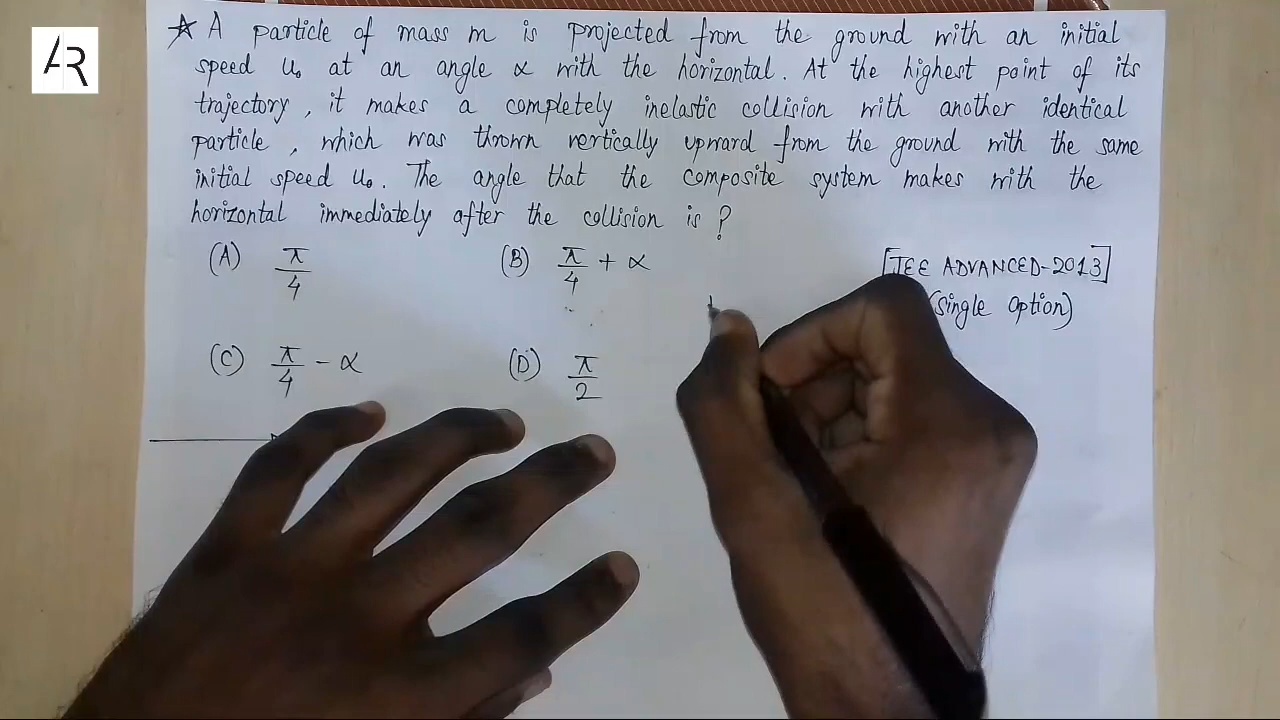 AR
☆ A particle of mass m is projected from the ground with an initial
speed u₀ at an angle α with the horizontal. At the highest point of its
trajectory, it makes a completely inelastic collision with another identical
particle, which was thrown vertically upward from the ground with the same
initial speed u₀. The angle that the composite system makes with the
horizontal immediately after the collision is ?
(A) π/4 (B) π/4 + α
[JEE ADVANCED-2013]
(Single Option)
(C) π/4 - α (D) π/2